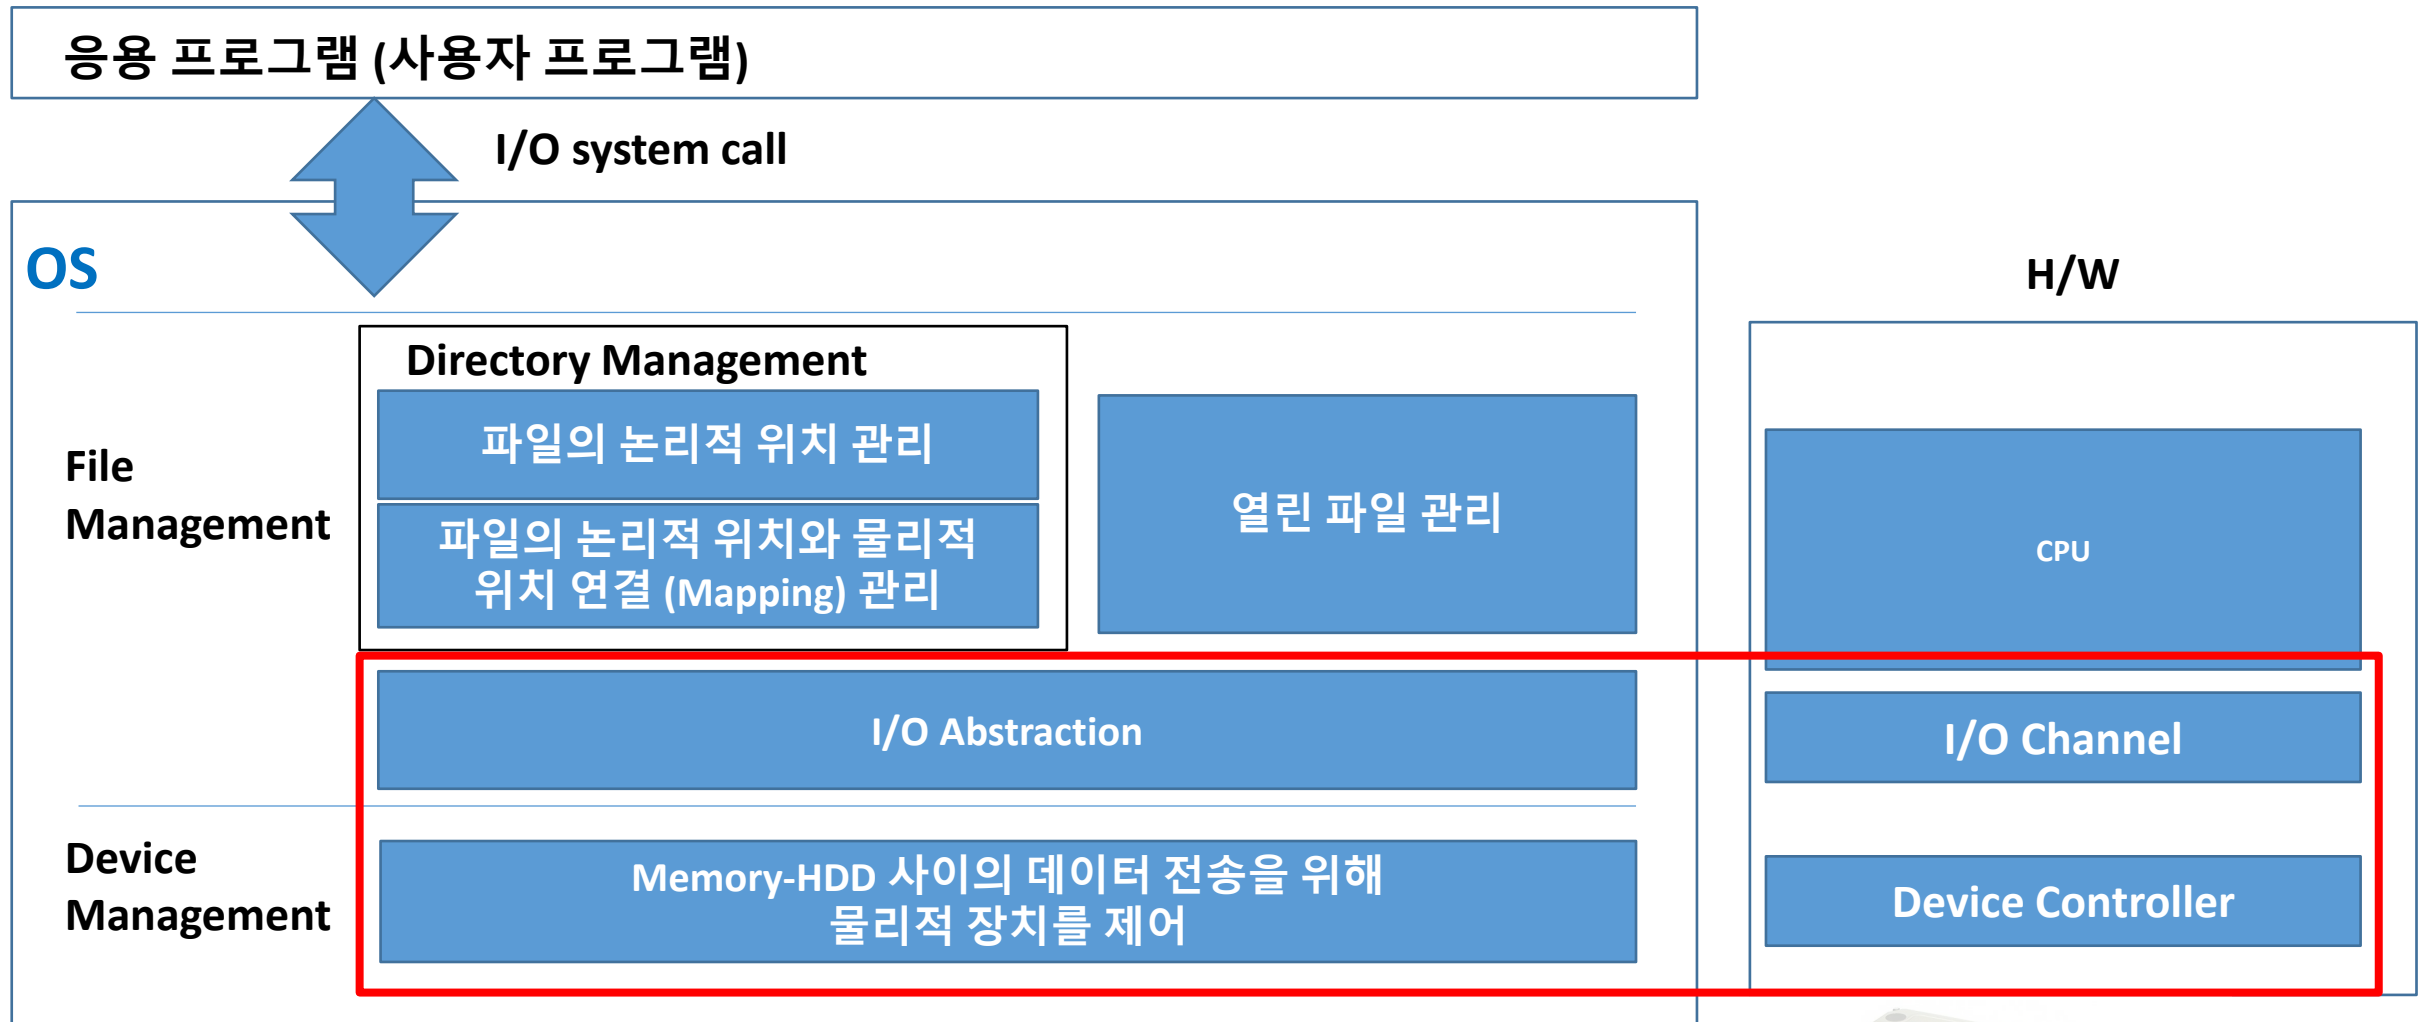 응용 프로그램 (사용자 프로그램)
I/O system call
OS
H/W
Directory Management
파일의 논리적 위치 관리
파일의 논리적 위치와 물리적
위치 연결 (Mapping) 관리
File
Management
열린 파일 관리
CPU
I/O Abstraction
I/O Channel
Device
Management
Memory-HDD 사이의 데이터 전송을 위해
물리적 장치를 제어
Device Controller